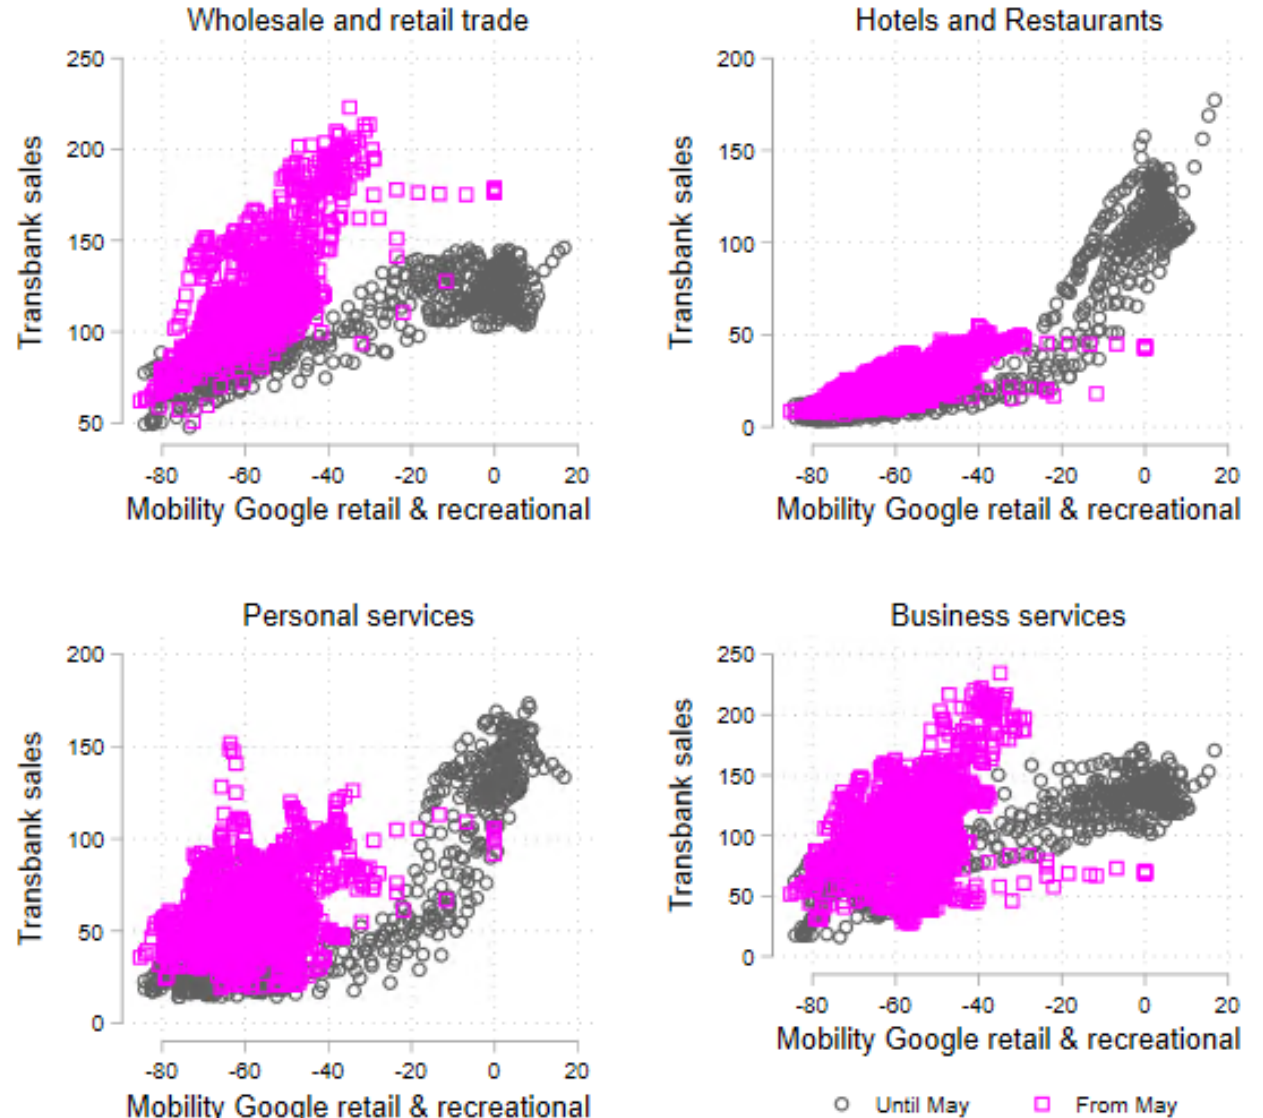 Wholesale and retail trade
250
200
150
100
50
Transbank sales
-80 -60 -40 -20 0 20
Mobility Google retail & recreational
Hotels and Restaurants
200
150
100
50
0
Transbank sales
-80 -60 -40 -20 0 20
Mobility Google retail & recreational
Personal services
200
150
100
50
0
Transbank sales
-80 -60 -40 -20 0 20
Mobility Google retail & recreational
Business services
250
200
150
100
50
0
Transbank sales
-80 -60 -40 -20 0 20
Mobility Google retail & recreational
Until May From May